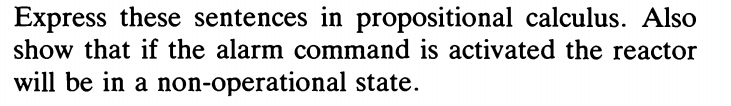 Express these sentences in propositional calculus. Also
show that if the alarm command is activated the reactor
will be in a non-operational state.